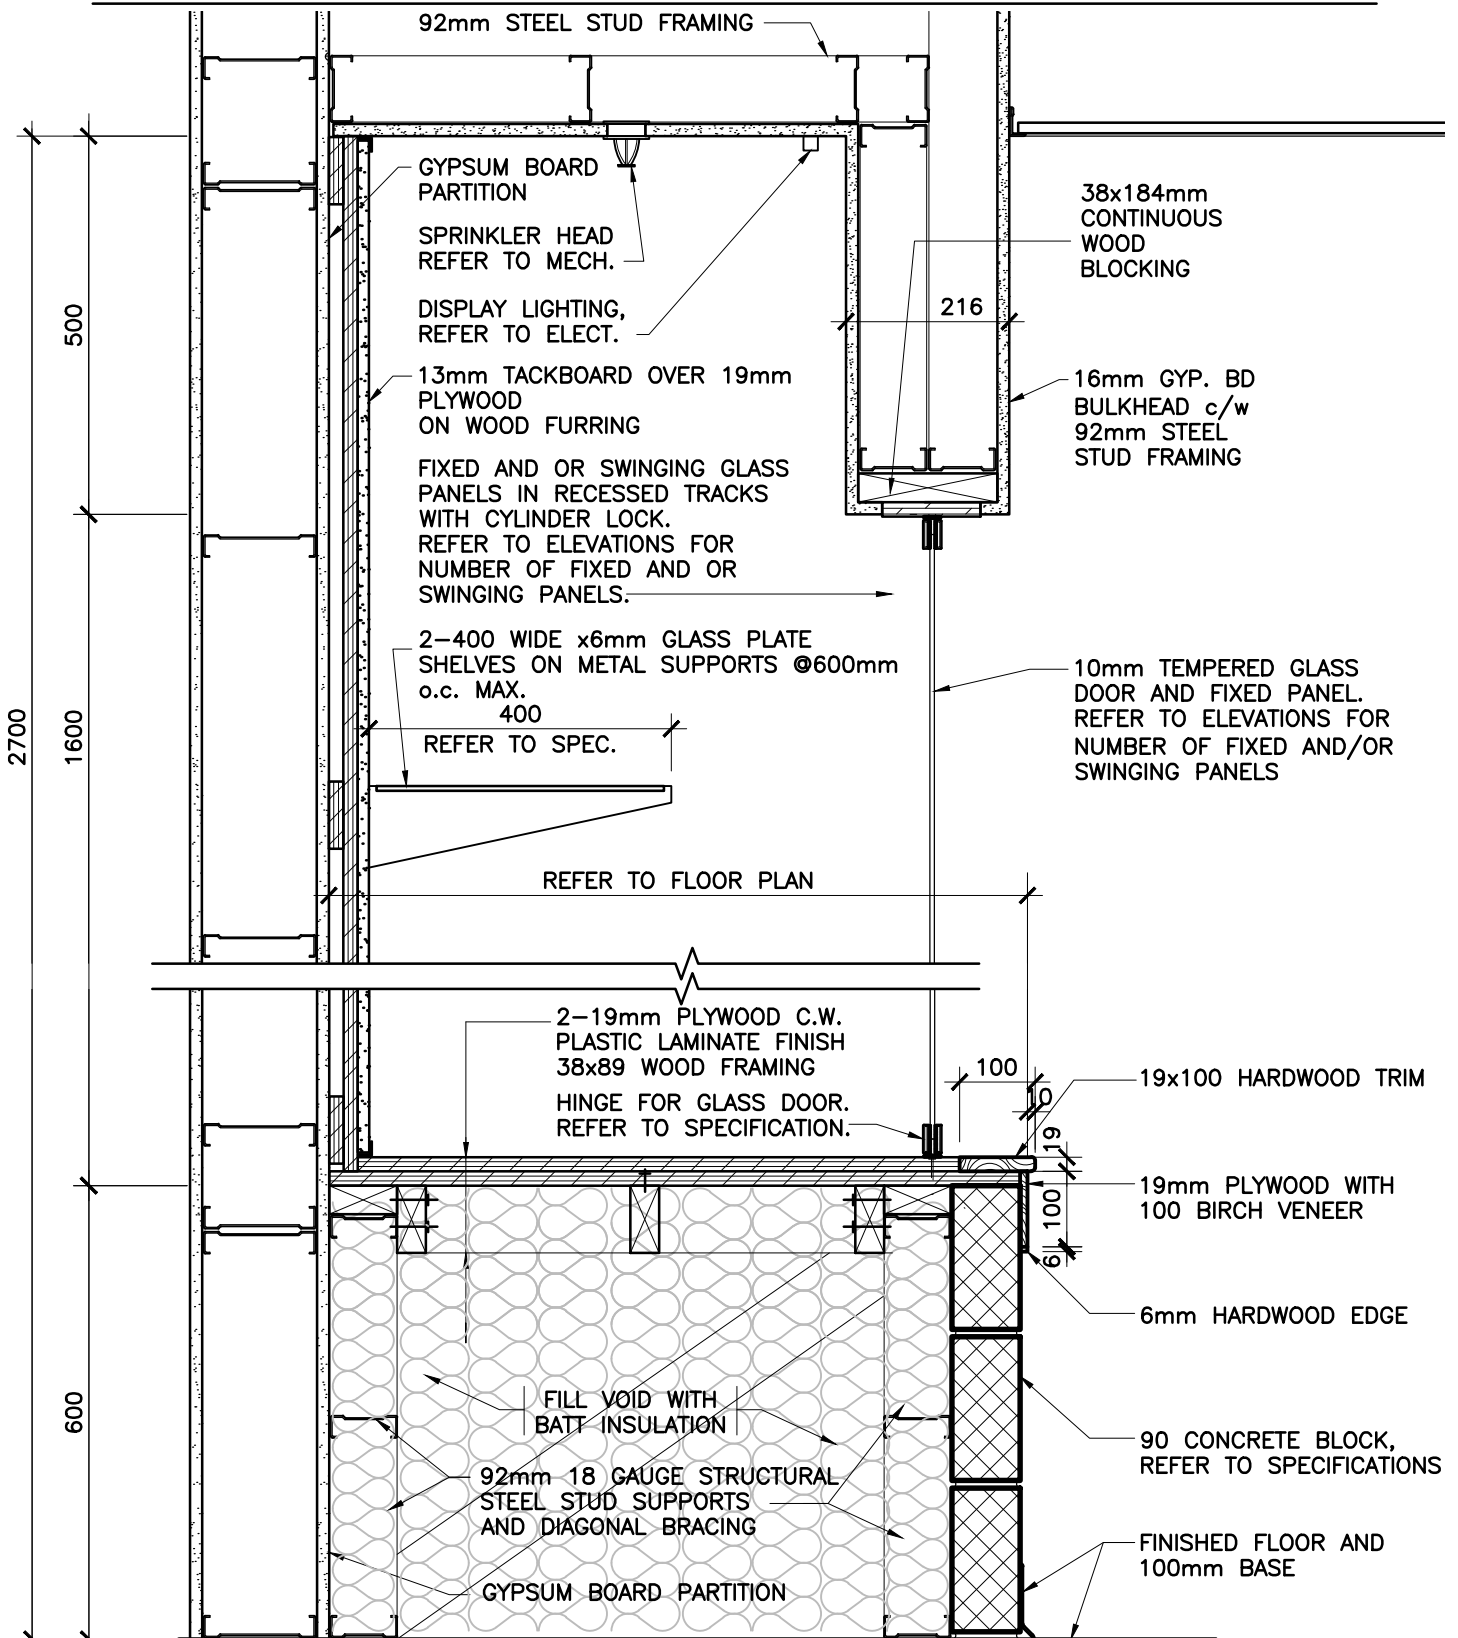 92mm STEEL STUD FRAMING
GYPSUM BOARD
PARTITION
SPRINKLER HEAD
REFER TO MECH.
DISPLAY LIGHTING,
REFER TO ELECT.
13mm TACKBOARD OVER 19mm
PLYWOOD
ON WOOD FURRING
FIXED AND OR SWINGING GLASS
PANELS IN RECESSED TRACKS
WITH CYLINDER LOCK.
REFER TO ELEVATIONS FOR
NUMBER OF FIXED AND OR
SWINGING PANELS.
2-400 WIDE x6mm GLASS PLATE
SHELVES ON METAL SUPPORTS @600mm
o.c. MAX.
400
REFER TO SPEC.
38x184mm
CONTINUOUS
WOOD
BLOCKING
216
16mm GYP. BD
BULKHEAD c/w
92mm STEEL
STUD FRAMING
10mm TEMPERED GLASS
DOOR AND FIXED PANEL.
REFER TO ELEVATIONS FOR
NUMBER OF FIXED AND/OR
SWINGING PANELS
500
2700
1600
600
REFER TO FLOOR PLAN
2-19mm PLYWOOD C.W.
PLASTIC LAMINATE FINISH
38x89 WOOD FRAMING
HINGE FOR GLASS DOOR.
REFER TO SPECIFICATION.
100
10
19
100
6
19x100 HARDWOOD TRIM
19mm PLYWOOD WITH
100 BIRCH VENEER
6mm HARDWOOD EDGE
FILL VOID WITH
BATT INSULATION
92mm 18 GAUGE STRUCTURAL
STEEL STUD SUPPORTS
AND DIAGONAL BRACING
GYPSUM BOARD PARTITION
90 CONCRETE BLOCK,
REFER TO SPECIFICATIONS
FINISHED FLOOR AND
100mm BASE